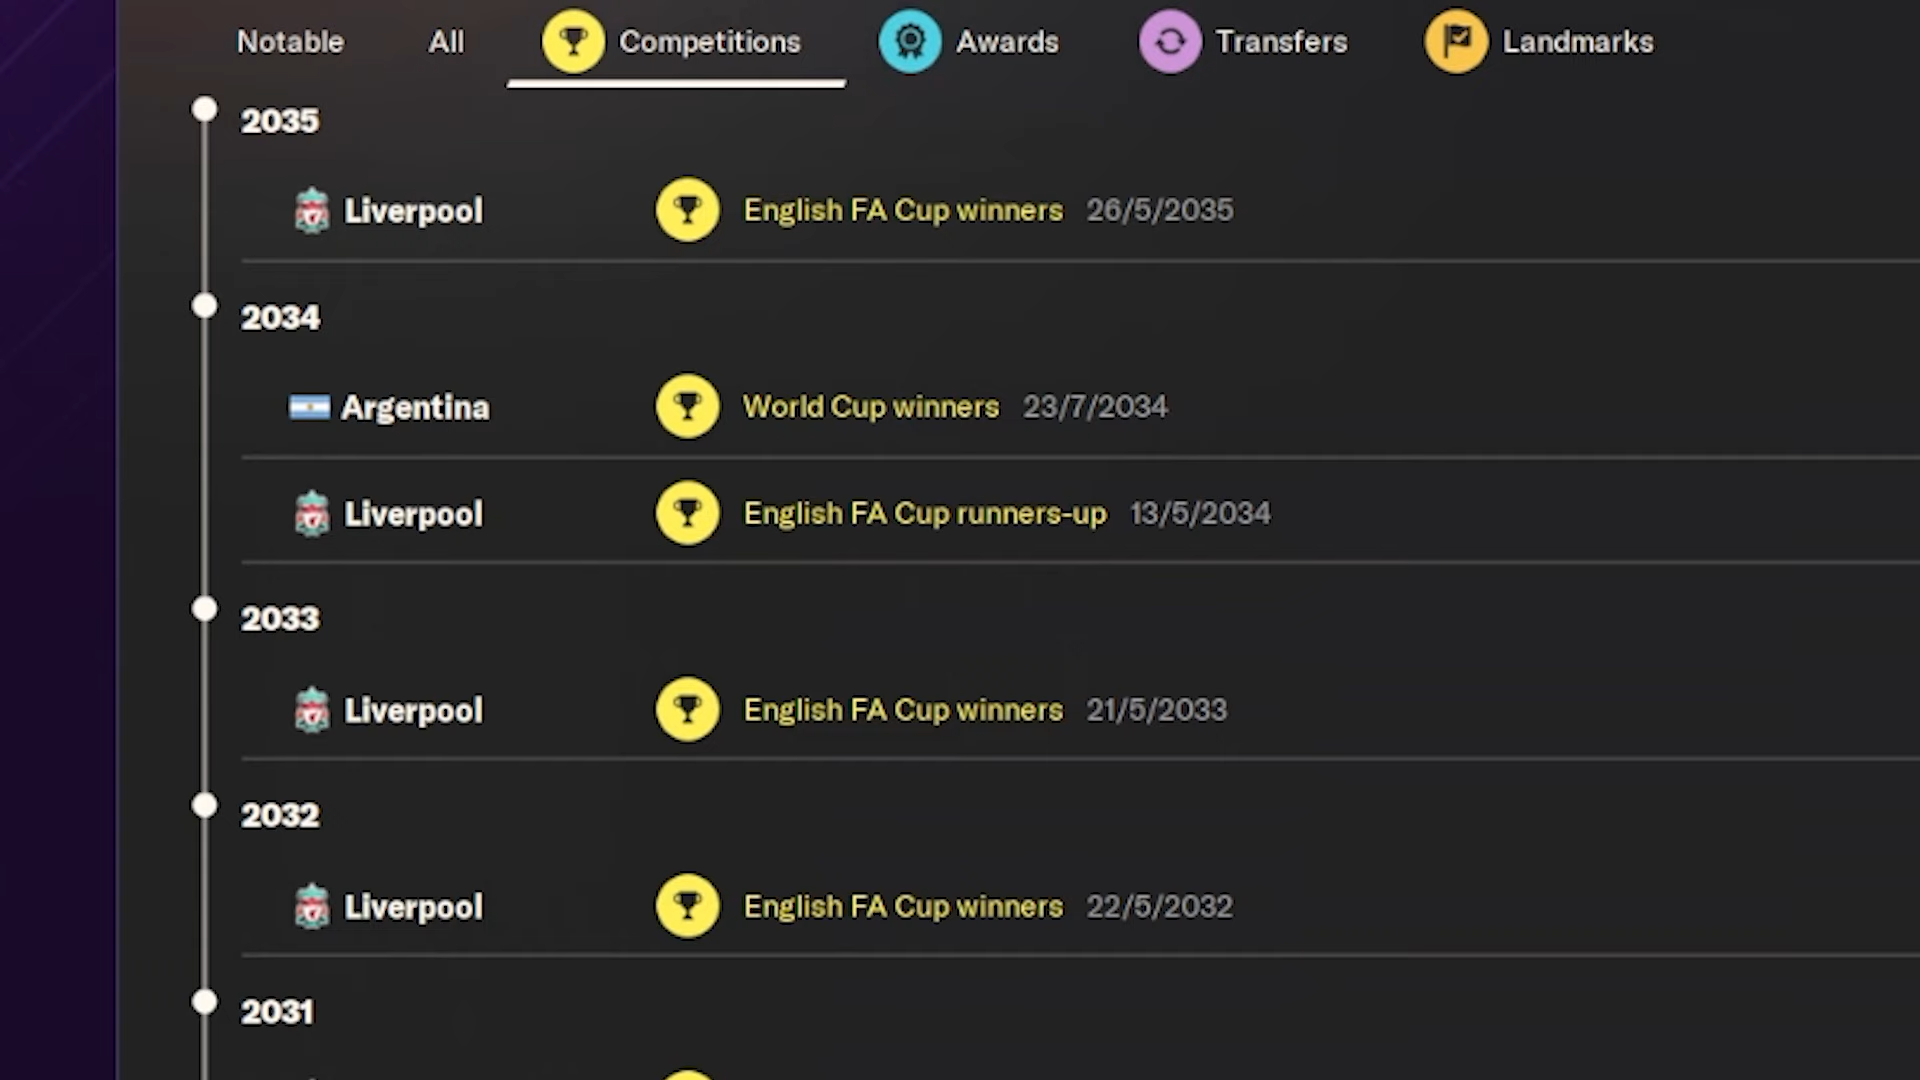 Notable All Competitions Awards Transfers Landmarks
2035
Liverpool English FA Cup winners 26/5/2035
2034
Argentina World Cup winners 23/7/2034
Liverpool English FA Cup runners-up 13/5/2034
2033
Liverpool English FA Cup winners 21/5/2033
2032
Liverpool English FA Cup winners 22/5/2032
2031